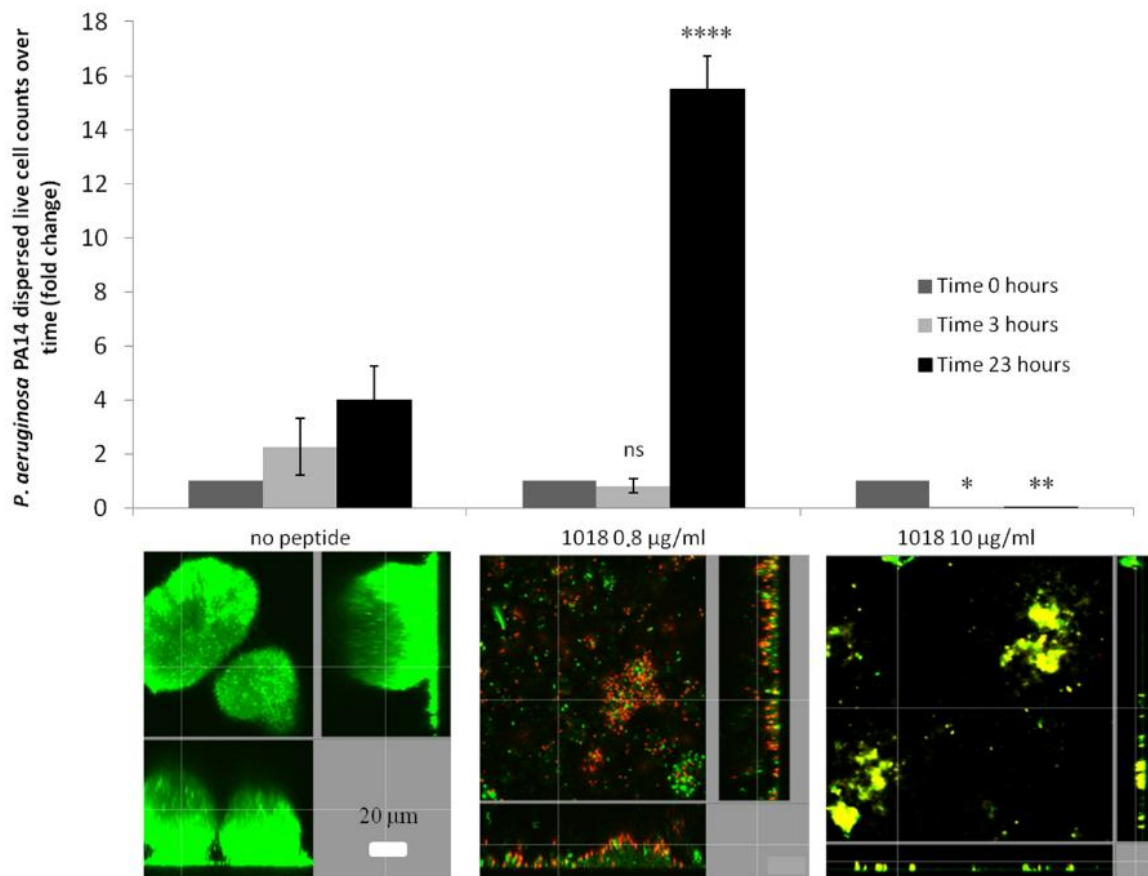 P. aeruginosa PA14 dispersed live cell counts over
time (fold change)
18
16
14
12
10
8
6
4
2
0
****
ns
*
**
Time 0 hours
Time 3 hours
Time 23 hours
no peptide
1018 0.8 µg/ml
1018 10 µg/ml
20 µm